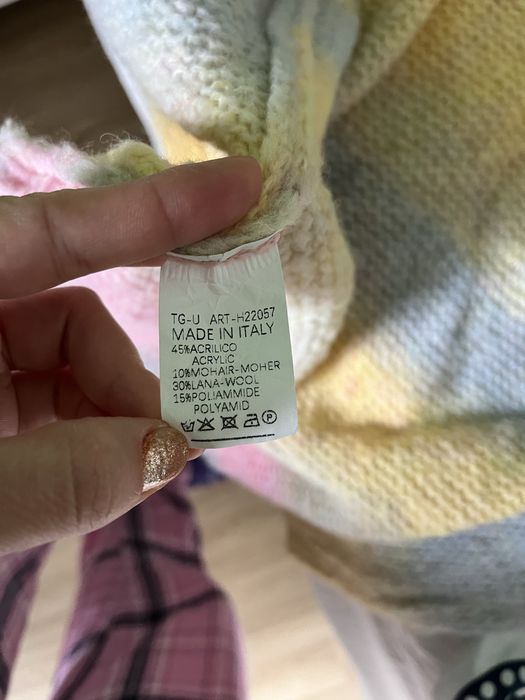 TG-U ART-H22057
MADE IN ITALY
45%ACRILICO
ACRYLIC
10%MOHAIR-MOHER
30%LANA-WOOL
15%POLIAMMIDE
POLYAMID
P